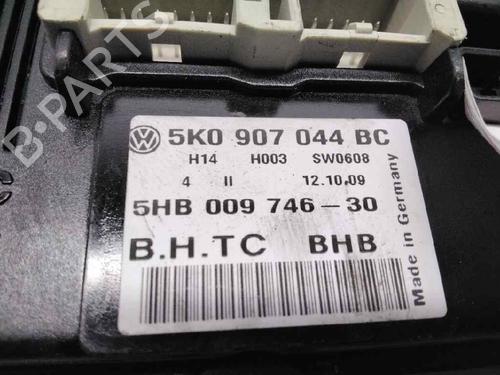 B-PARTS
5K0 907 044 BC
H14 H003 SW0608
4 II 12.10.09
5HB 009 746-30
B.H.TC BHB
Made in Germany